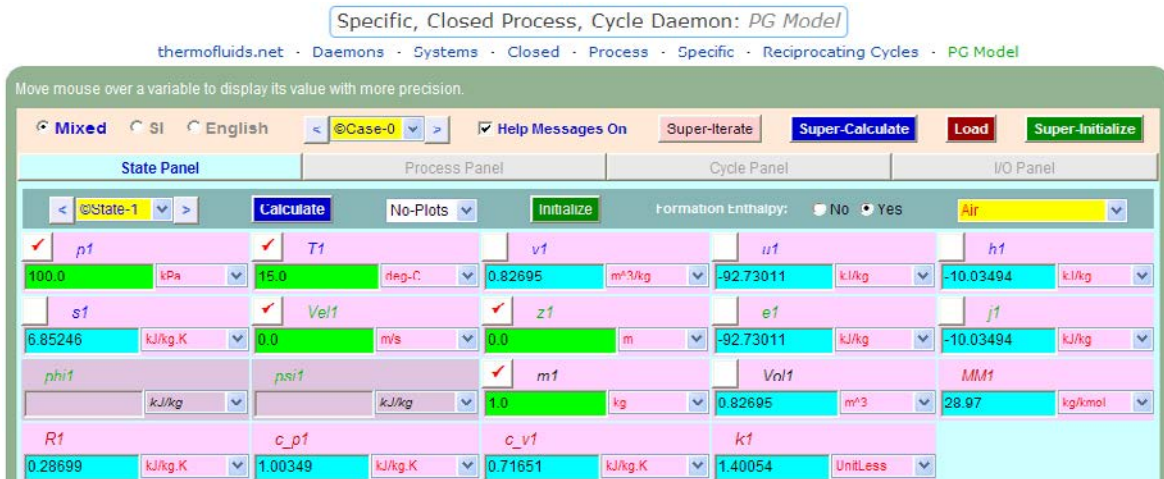 Specific, Closed Process, Cycle Daemon: PG Model
thermofluids.net · Daemons · Systems · Closed · Process · Specific · Reciprocating Cycles · PG Model
Move mouse over a variable to display its value with more precision.
Mixed SI English < ©Case-0 > Help Messages On Super-Iterate Super-Calculate Load Super-Initialize
State Panel Process Panel Cycle Panel I/O Panel
< ©State-1 > Calculate No-Plots Initialize Formation Enthalpy: No Yes Air
p1 T1 v1 u1 h1
100.0 kPa 15.0 deg-C 0.82695 m^3/kg -92.73011 kJ/kg -10.03494 kJ/kg
s1 Vel1 z1 e1 j1
6.85246 kJ/kg.K 0.0 m/s 0.0 m -92.73011 kJ/kg -10.03494 kJ/kg
phi1 psi1 m1 Vol1 MM1
kJ/kg kJ/kg 1.0 kg 0.82695 m^3 28.97 kg/kmol
R1 c_p1 c_v1 k1
0.28699 kJ/kg.K 1.00349 kJ/kg.K 0.71651 kJ/kg.K 1.40054 UnitLess